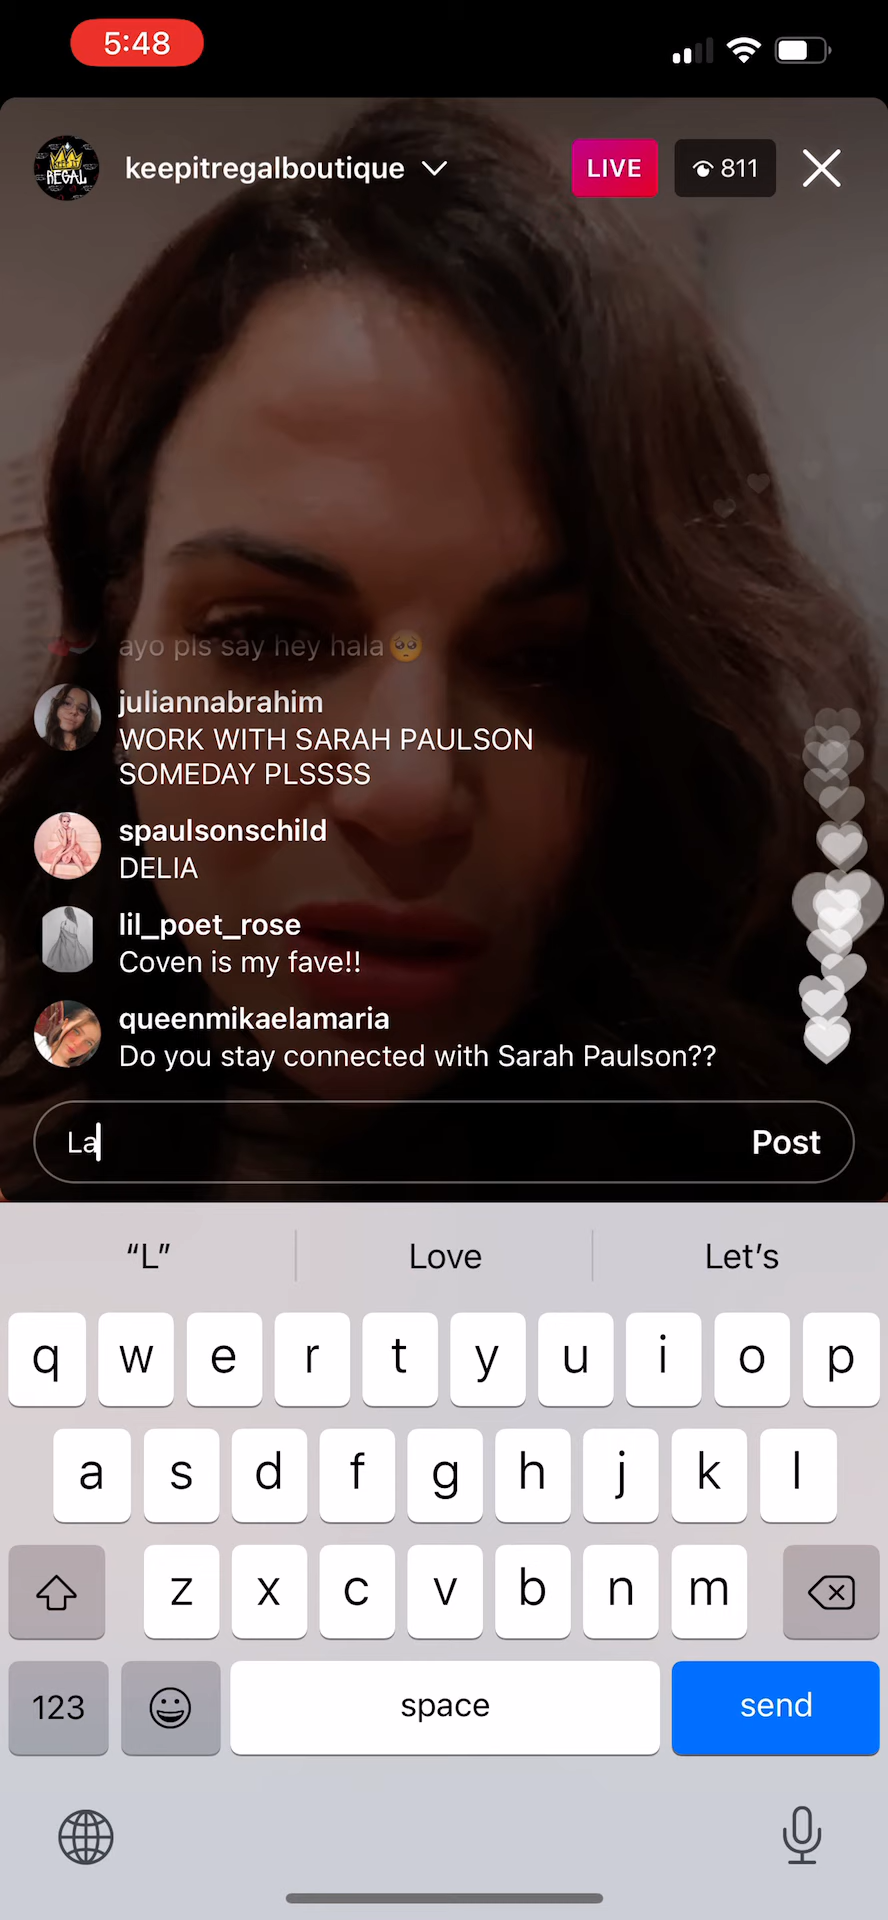 5:48
REGAL
keepitregalboutique
LIVE
811
ayo pls say hey hala🥺
juliannabrahim
WORK WITH SARAH PAULSON
SOMEDAY PLSSSS
spaulsonschild
DELIA
lil_poet_rose
Coven is my fave!!
queenmikaelamaria
Do you stay connected with Sarah Paulson??
La
Post
“L”
Love
Let’s
q w e r t y u i o p
a s d f g h j k l
z x c v b n m
123
space
send